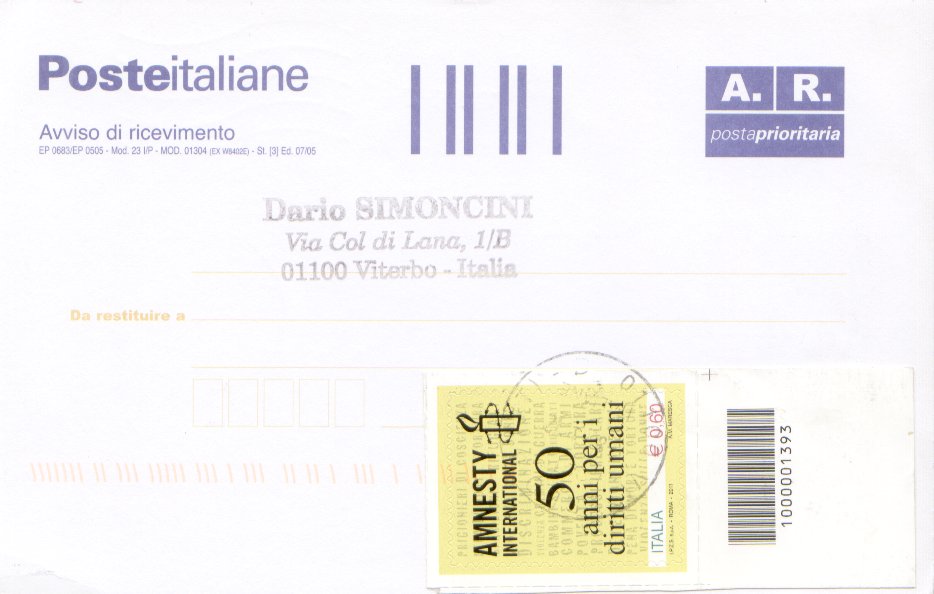 Posteitaliane
Avviso di ricevimento
EP 0683/EP 0505 - Mod. 23 I/P - MOD. 01304 (EX W8402E) - St. [3] Ed. 07/05
A. R.
postaprioritaria
Dario SIMONCINI
Via Col di Lana, 1/B
01100 Viterbo - Italia
Da restituire a
AMNESTY
INTERNATIONAL
50
anni per i
diritti umani
ITALIA
€ 0,60
I.P.Z.S. S.p.A. - ROMA - 2011
1000001393